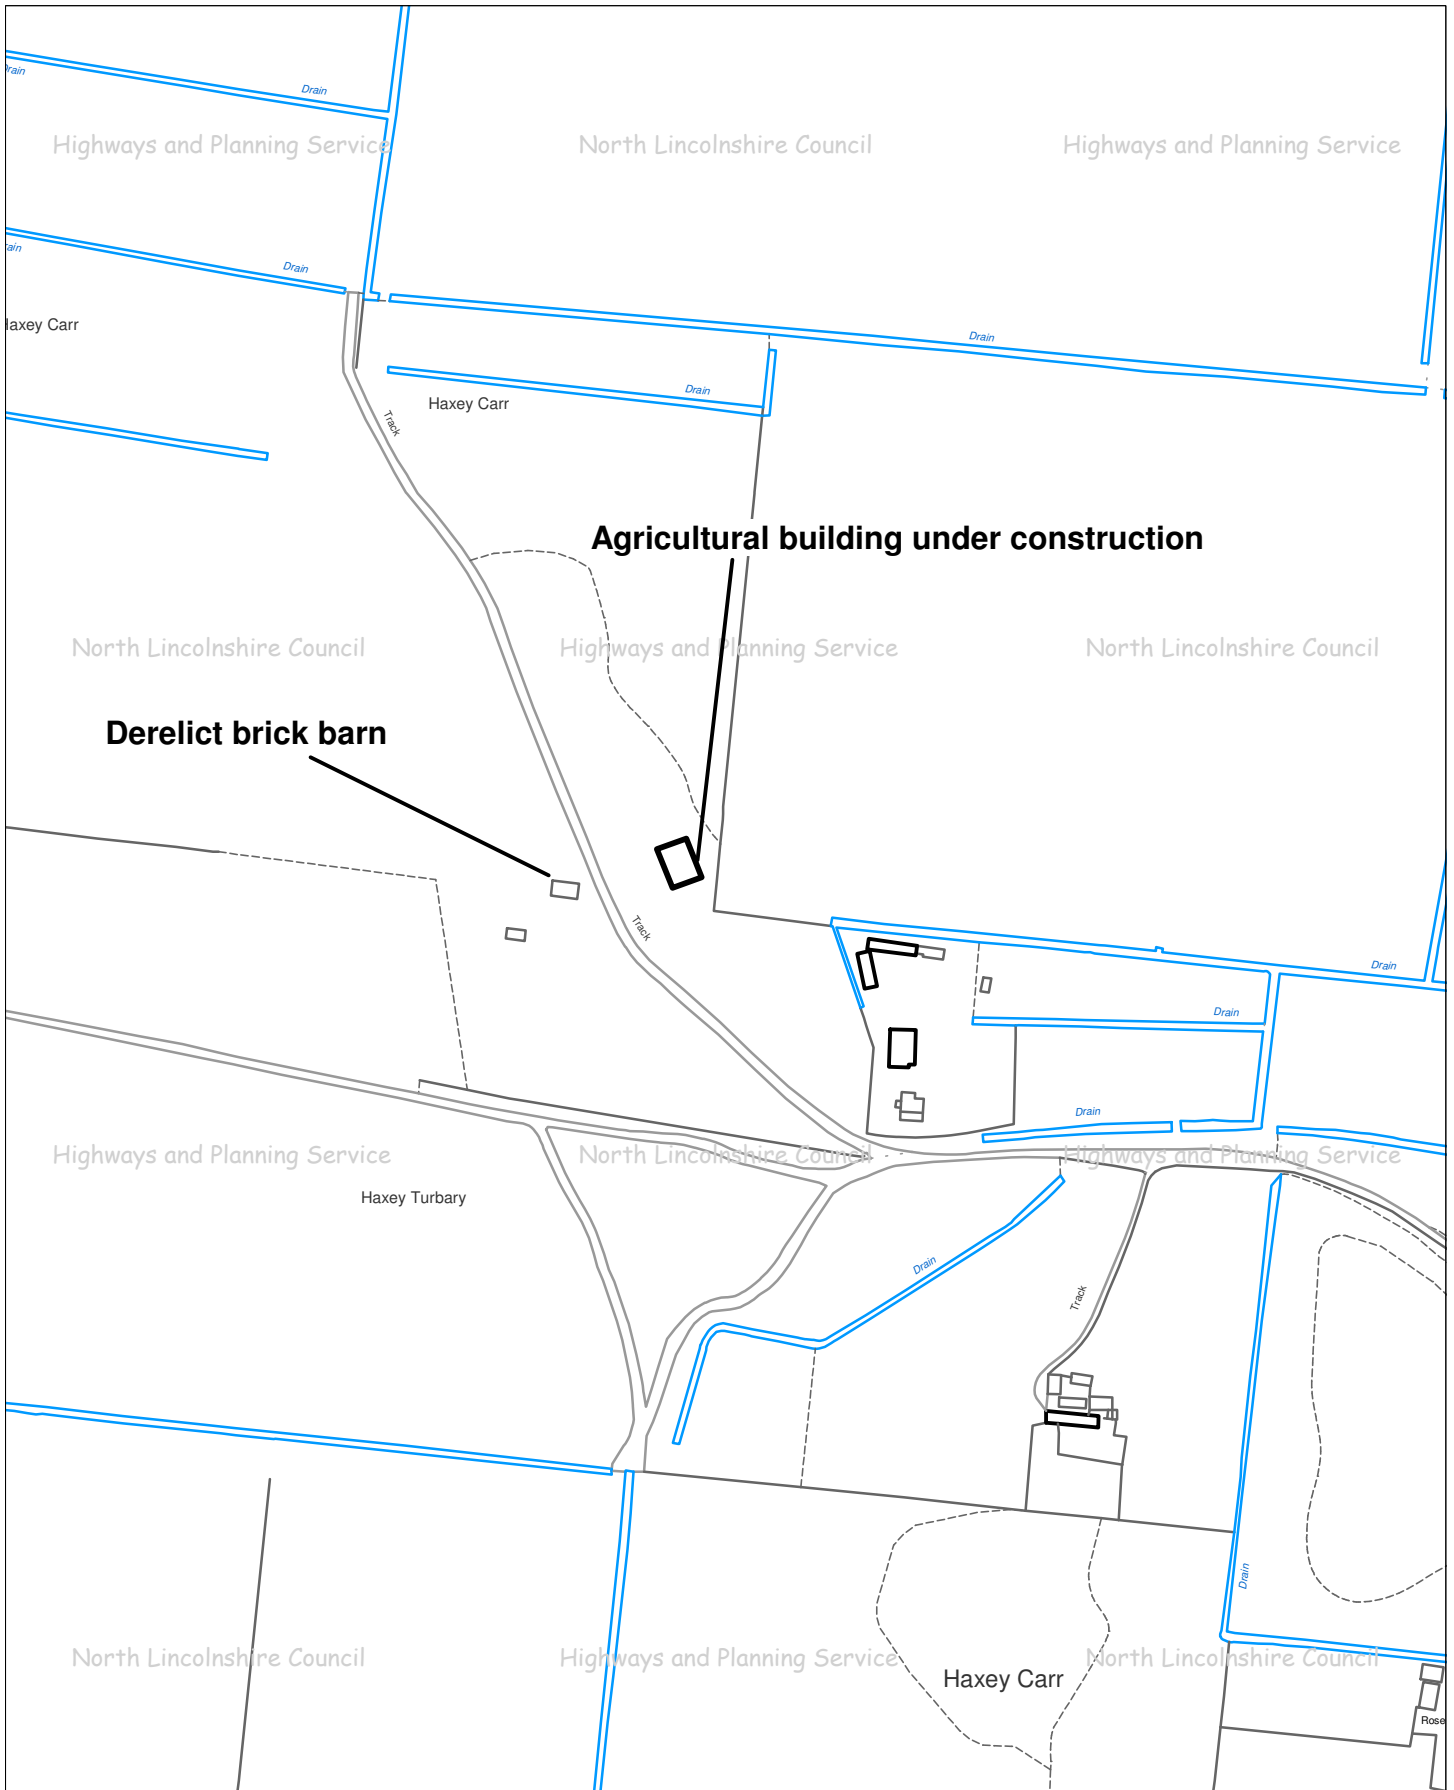 Drain
Drain
Highways and Planning Service
North Lincolnshire Council
Highways and Planning Service
ain
Drain
laxey Carr
Drain
Drain
Haxey Carr
Track
Agricultural building under construction
North Lincolnshire Council
Highways and Planning Service
North Lincolnshire Council
Derelict brick barn
Track
Drain
Drain
Drain
Highways and Planning Service
North Lincolnshire Council
Highways and Planning Service
Haxey Turbary
Drain
Track
Drain
North Lincolnshire Council
Highways and Planning Service
North Lincolnshire Council
Haxey Carr
Rose